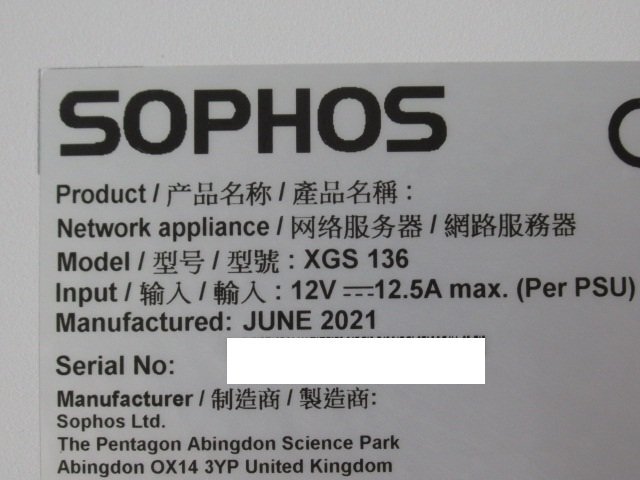 SOPHOS
Product / 产品名称 / 產品名稱 :
Network appliance / 网络服务器 / 網路服務器
Model / 型号 / 型號 : XGS 136
Input / 输入 / 輸入 : 12V ⎓12.5A max. (Per PSU)
Manufactured: JUNE 2021
Serial No:
Manufacturer / 制造商 / 製造商:
Sophos Ltd.
The Pentagon Abingdon Science Park
Abingdon OX14 3YP United Kingdom